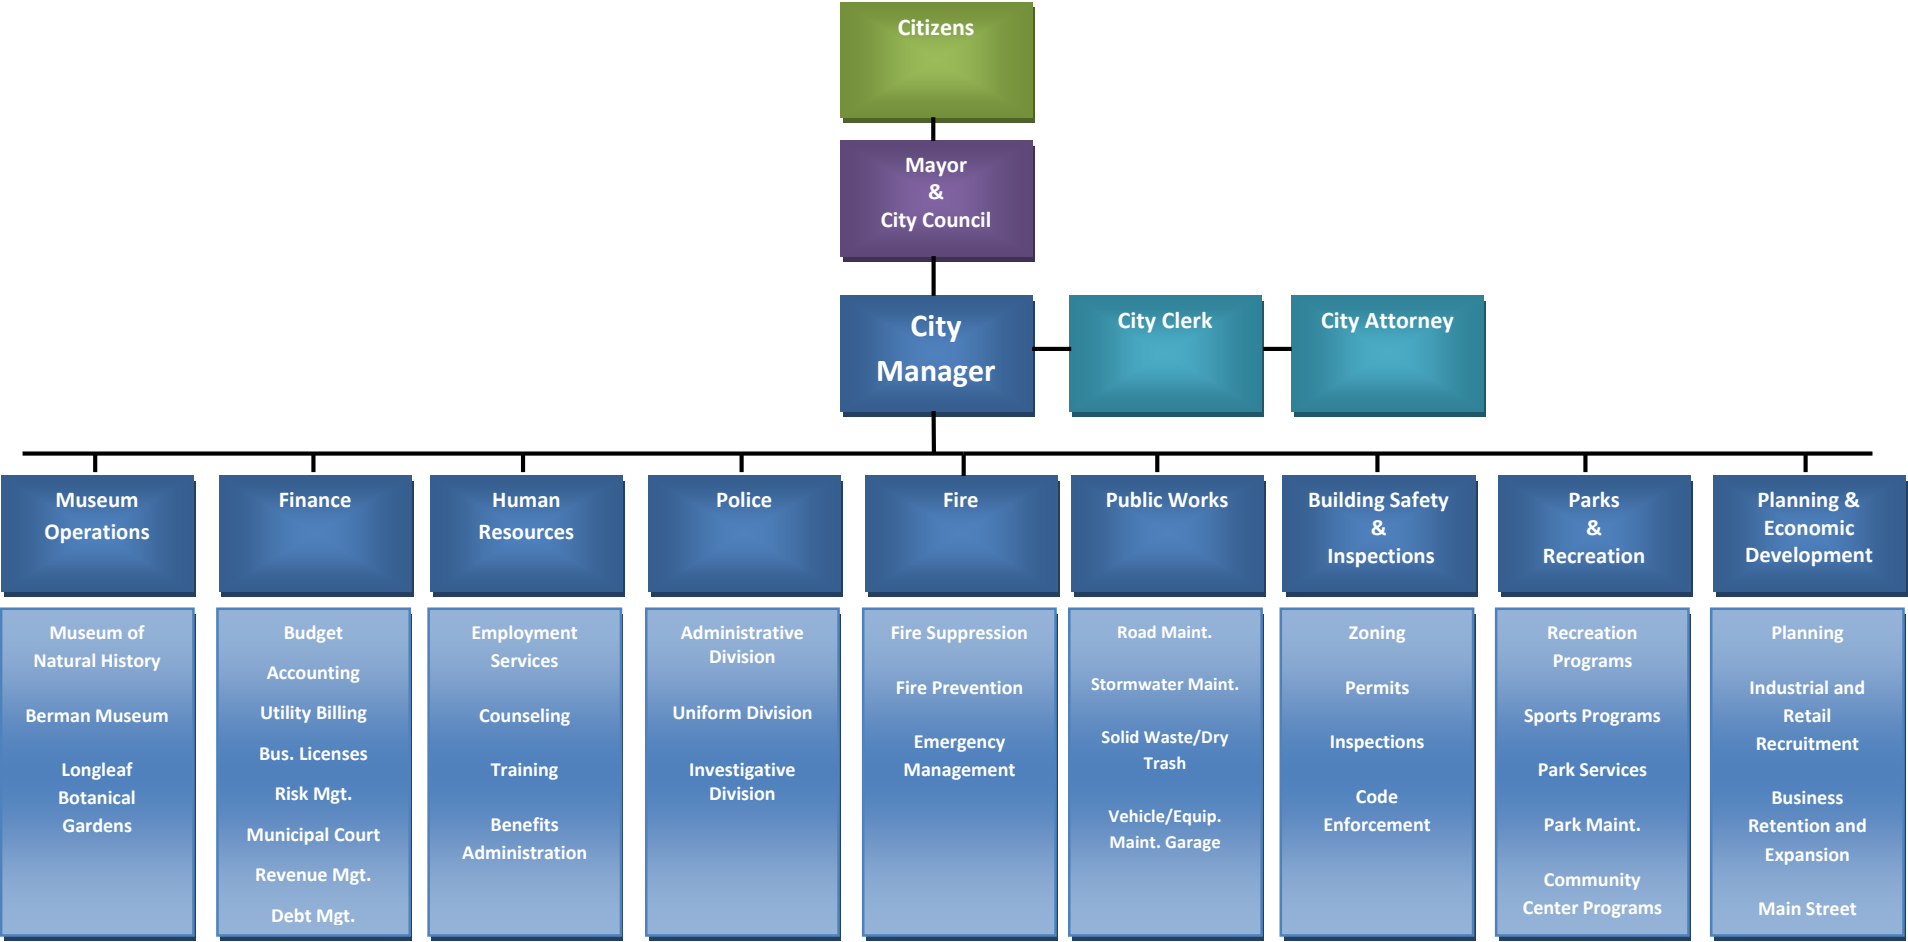 Citizens
Mayor
&
City Council
City
Manager
City Clerk
City Attorney
Museum
Operations
Finance
Human
Resources
Police
Fire
Public Works
Building Safety
&
Inspections
Parks
&
Recreation
Planning &
Economic
Development
Museum of
Natural History
Berman Museum
Longleaf
Botanical
Gardens
Budget
Accounting
Utility Billing
Bus. Licenses
Risk Mgt.
Municipal Court
Revenue Mgt.
Debt Mgt.
Employment
Services
Counseling
Training
Benefits
Administration
Administrative
Division
Uniform Division
Investigative
Division
Fire Suppression
Fire Prevention
Emergency
Management
Road Maint.
Stormwater Maint.
Solid Waste/Dry
Trash
Vehicle/Equip.
Maint. Garage
Zoning
Permits
Inspections
Code
Enforcement
Recreation
Programs
Sports Programs
Park Services
Park Maint.
Community
Center Programs
Planning
Industrial and
Retail
Recruitment
Business
Retention and
Expansion
Main Street